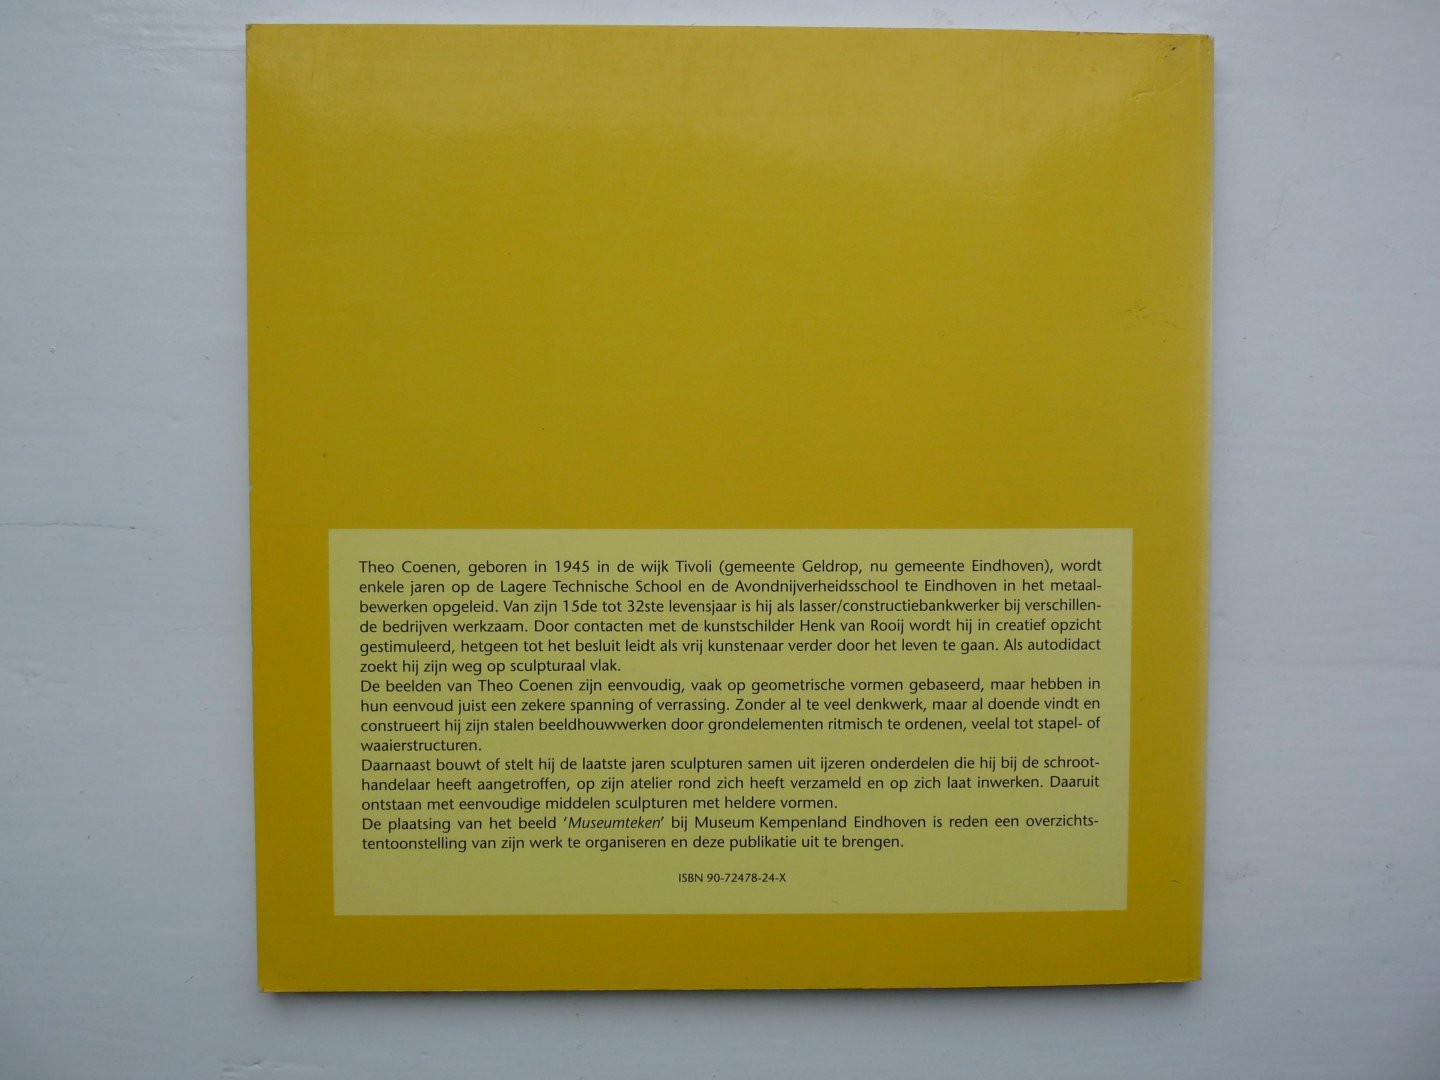 Theo Coenen, geboren in 1945 in de wijk Tivoli (gemeente Geldrop, nu gemeente Eindhoven), wordt
enkele jaren op de Lagere Technische School en de Avondnijverheidsschool te Eindhoven in het metaal-
bewerken opgeleid. Van zijn 15de tot 32ste levensjaar is hij als lasser/constructiebankwerker bij verschillen-
de bedrijven werkzaam. Door contacten met de kunstschilder Henk van Rooij wordt hij in creatief opzicht
gestimuleerd, hetgeen tot het besluit leidt als vrij kunstenaar verder door het leven te gaan. Als autodidact
zoekt hij zijn weg op sculpturaal vlak.
De beelden van Theo Coenen zijn eenvoudig, vaak op geometrische vormen gebaseerd, maar hebben in
hun eenvoud juist een zekere spanning of verrassing. Zonder al te veel denkwerk, maar al doende vindt en
construeert hij zijn stalen beeldhouwwerken door grondelementen ritmisch te ordenen, veelal tot stapel- of
waaierstructuren.
Daarnaast bouwt of stelt hij de laatste jaren sculpturen samen uit ijzeren onderdelen die hij bij de schroot-
handelaar heeft aangetroffen, op zijn atelier rond zich heeft verzameld en op zich laat inwerken. Daaruit
ontstaan met eenvoudige middelen sculpturen met heldere vormen.
De plaatsing van het beeld ‘Museumteken’ bij Museum Kempenland Eindhoven is reden een overzichts-
tentoonstelling van zijn werk te organiseren en deze publikatie uit te brengen.
ISBN 90-72478-24-X